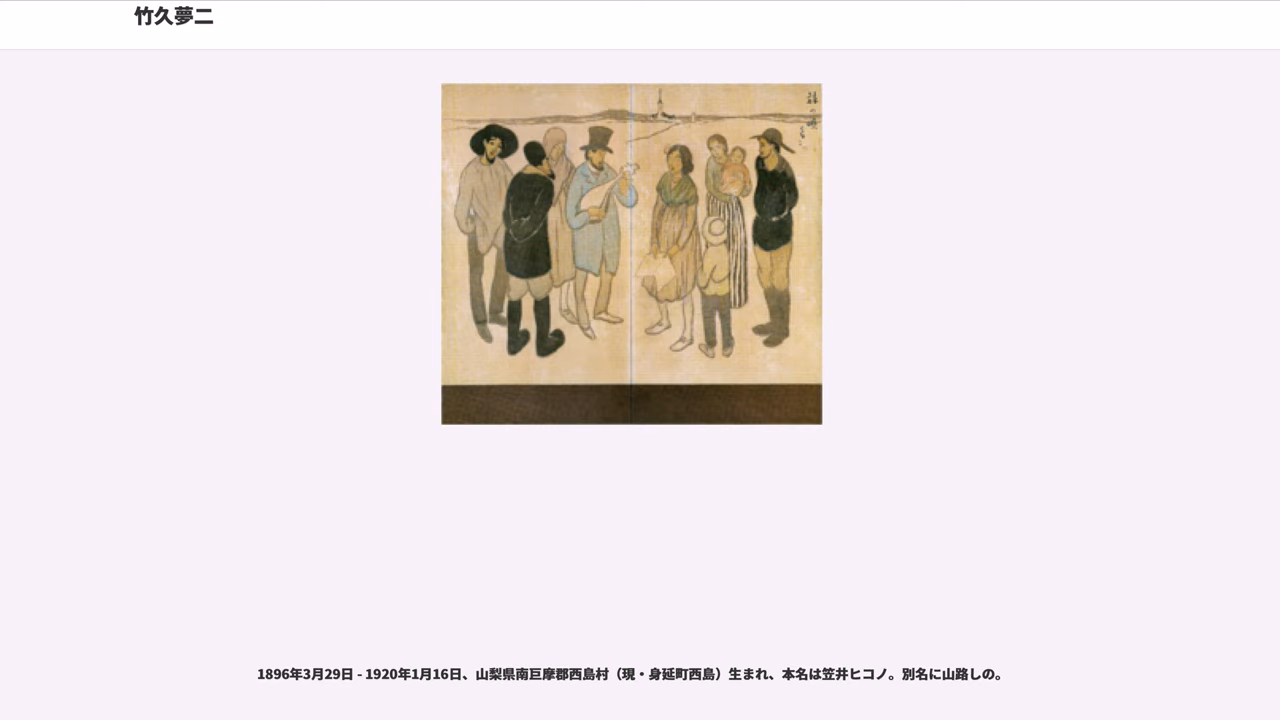 竹久夢二
1896年3月29日 - 1920年1月16日、山梨県南巨摩郡西島村（現・身延町西島）生まれ、本名は笠井ヒコノ。別名に山路しの。